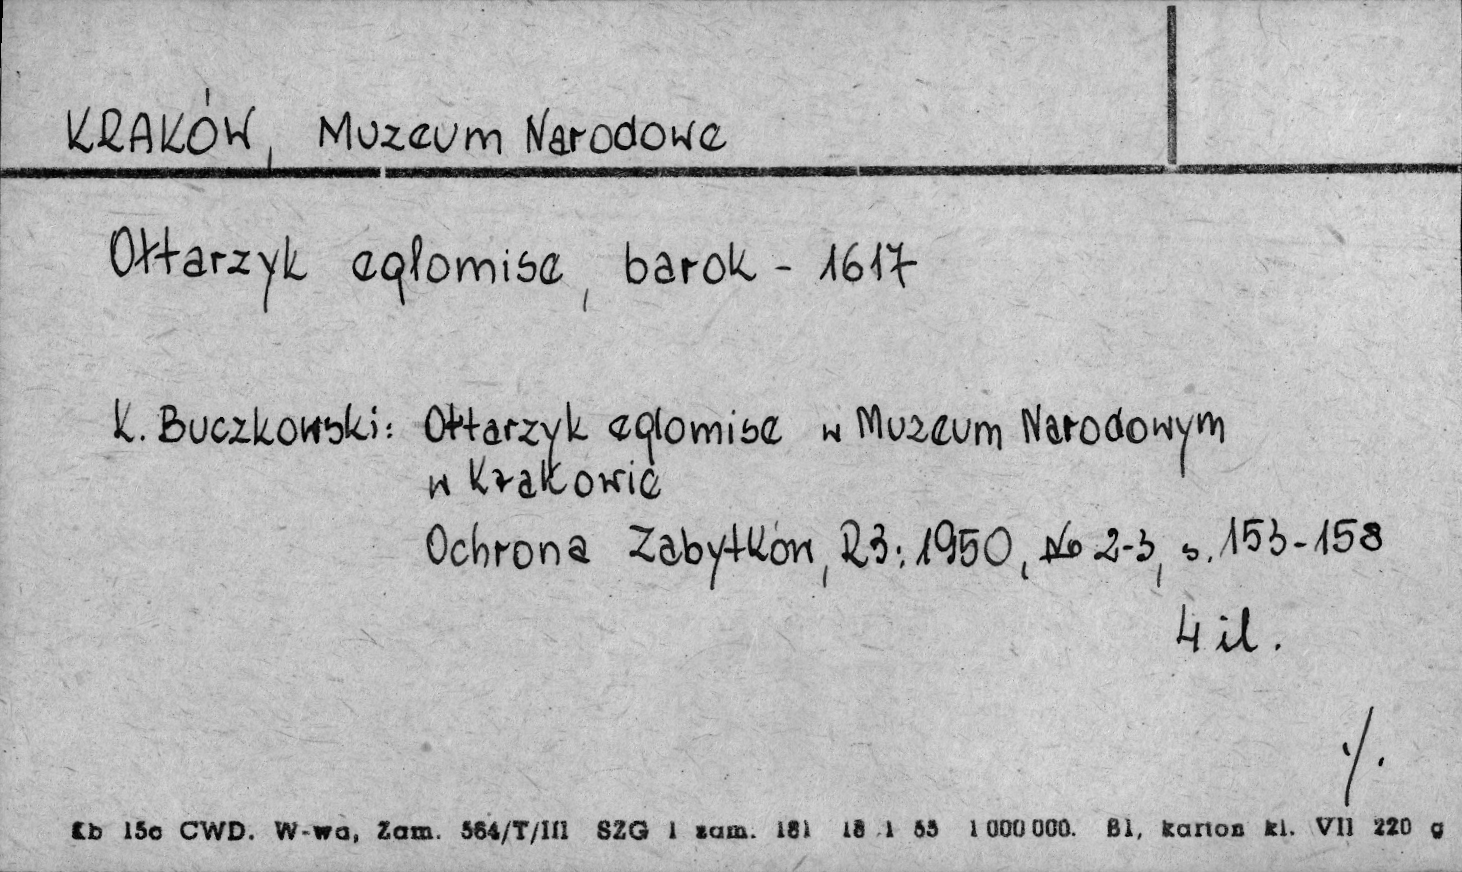 KRAKÓW, Muzeum Narodowe
Ołtarzyk eglomise, barok - 1617
K. Buczkowski: Ołtarzyk eglomise w Muzeum Narodowym
w Krakowie
Ochrona Zabytków, R3: 1950, No 2-3, s. 153-158
4 il.
·/.
Kb 15c CWD. W-wa, Zam. 564/T/III SZG 1 zam. 181 18 1 55 1 000 000. Bl, karton kl. VII 220 g